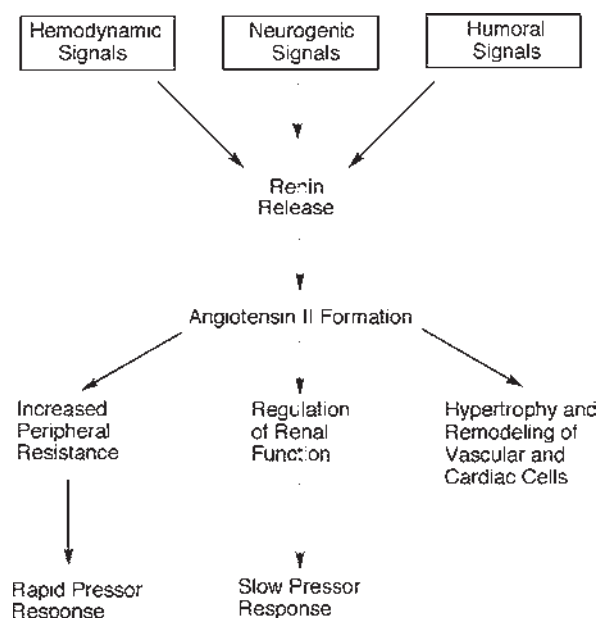 Hemodynamic
Signals
Neurogenic
Signals
Humoral
Signals
Renin
Release
Angiotensin II Formation
Increased
Peripheral
Resistance
Regulation
of Renal
Function
Hypertrophy and
Remodeling of
Vascular and
Cardiac Cells
Rapid Pressor
Response
Slow Pressor
Response